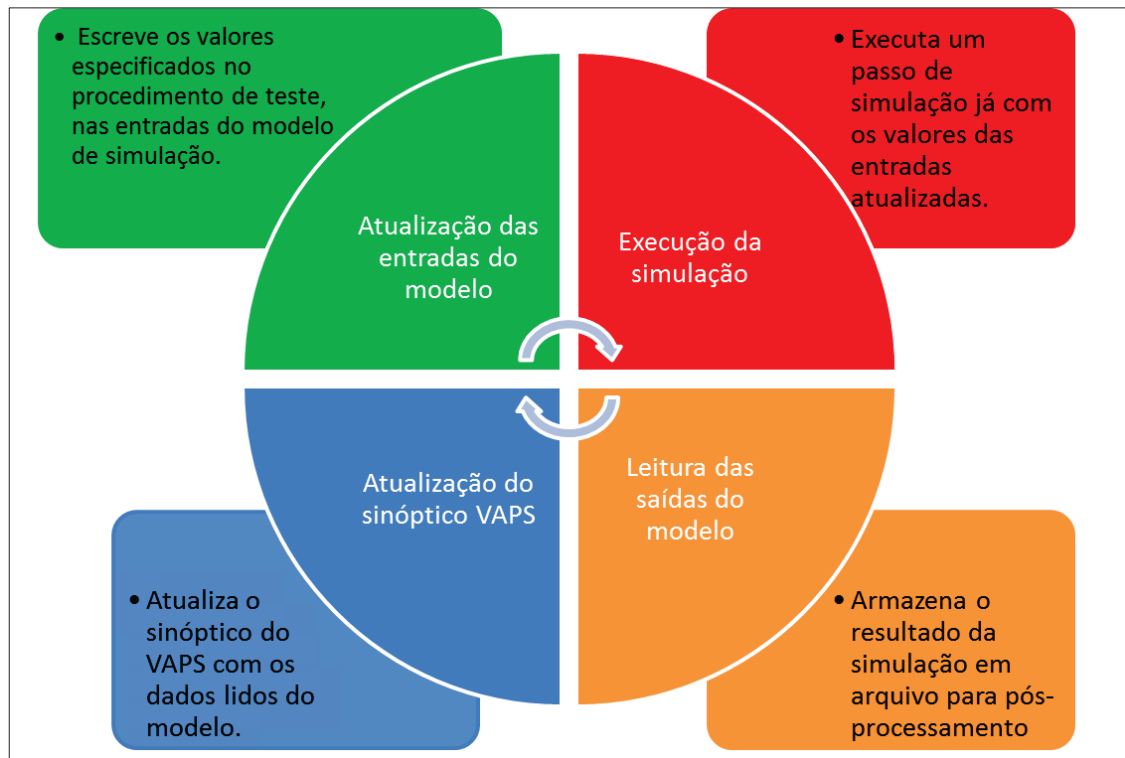 • Escreve os valores
especificados no
procedimento de teste,
nas entradas do modelo
de simulação.
• Executa um
passo de
simulação já com
os valores das
entradas
atualizadas.
Atualização das
entradas do
modelo
Execução da
simulação
Atualização do
sinóptico VAPS
Leitura das
saídas do
modelo
• Atualiza o
sinóptico do
VAPS com os
dados lidos do
modelo.
• Armazena o
resultado da
simulação em
arquivo para pós-
processamento